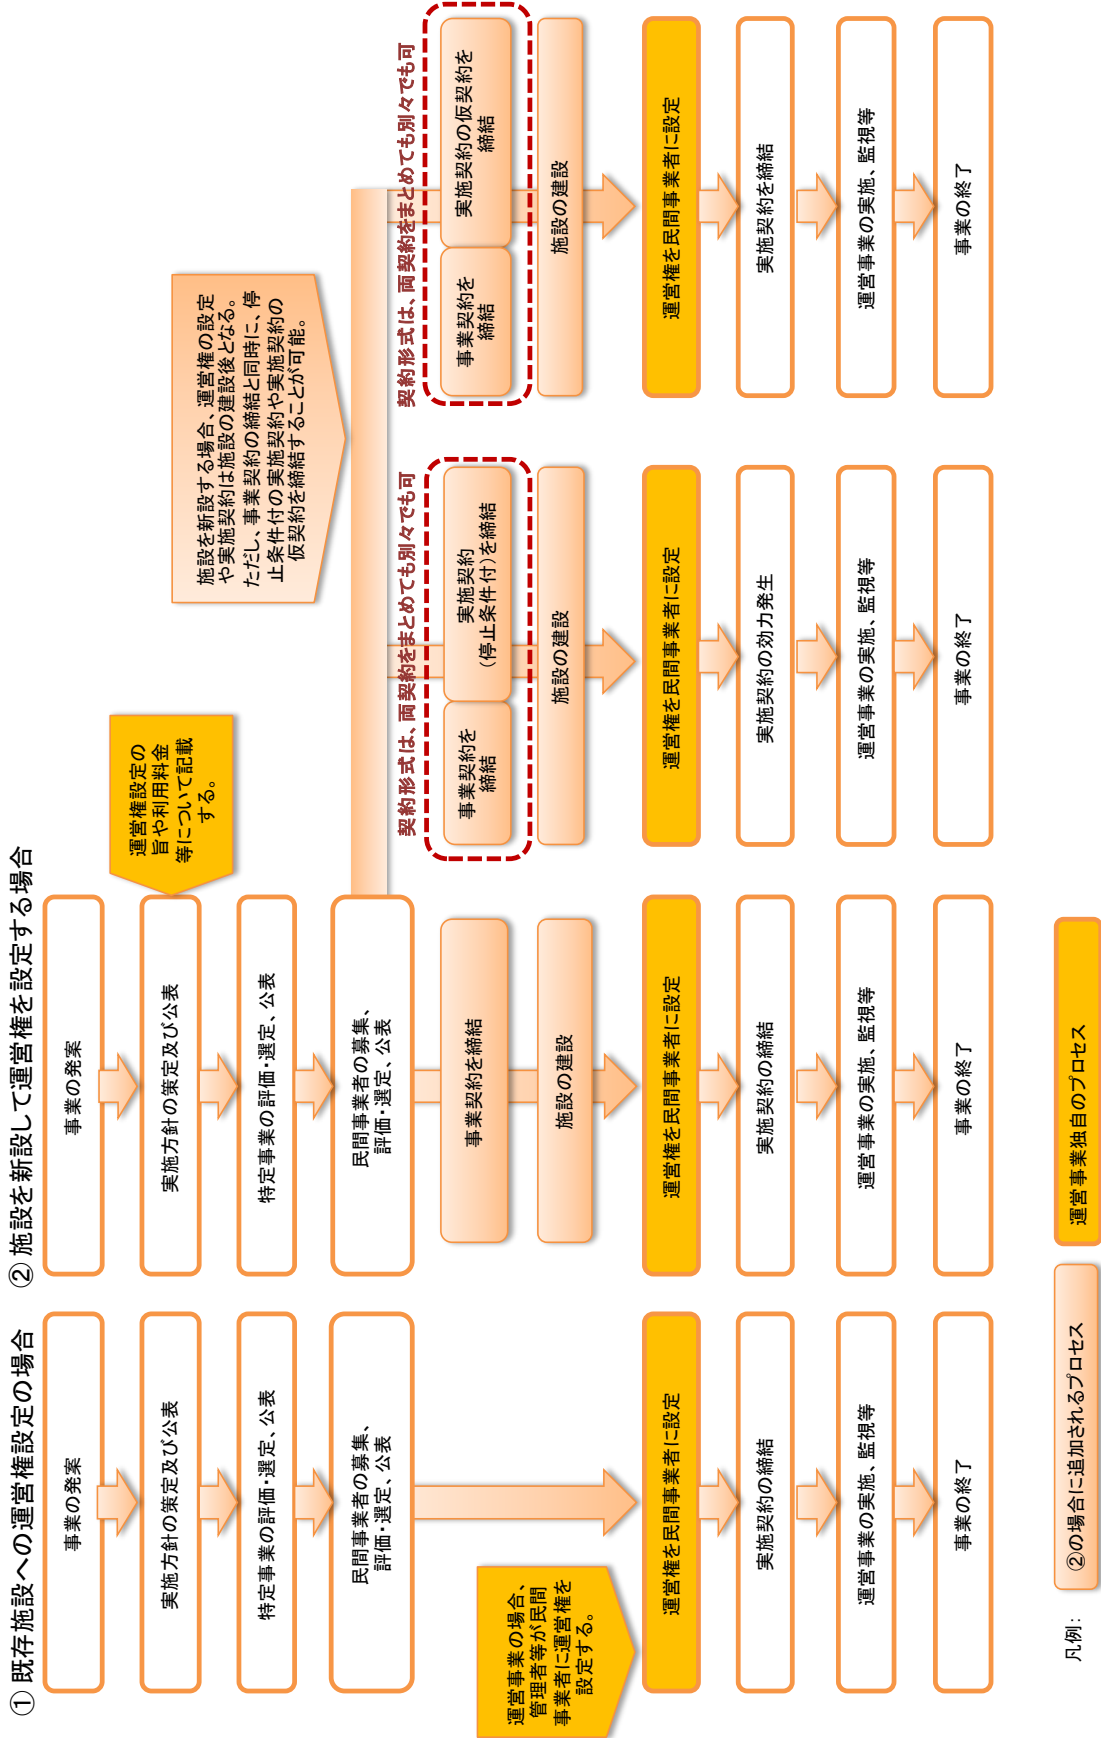 ① 既存施設への運営権設定の場合
事業の発案
実施方針の策定及び公表
特定事業の評価・選定、公表
民間事業者の募集、
評価・選定、公表
運営事業の場合、
管理者等が民間
事業者に運営権を
設定する。
運営権を民間事業者に設定
実施契約の締結
運営事業の実施、監視等
事業の終了
② 施設を新設して運営権を設定する場合
事業の発案
運営権設定の
旨や利用料金
等について記載
する。
実施方針の策定及び公表
特定事業の評価・選定、公表
民間事業者の募集、
評価・選定、公表
事業契約を締結
施設の建設
運営権を民間事業者に設定
実施契約の締結
運営事業の実施、監視等
事業の終了
施設を新設する場合、運営権の設定
や実施契約は施設の建設後となる。
ただし、事業契約の締結と同時に、停
止条件付の実施契約や実施契約の
仮契約を締結することが可能。
契約形式は、両契約をまとめても別々でも可
事業契約を
締結
実施契約
（停止条件付）を締結
施設の建設
運営権を民間事業者に設定
実施契約の効力発生
運営事業の実施、監視等
事業の終了
契約形式は、両契約をまとめても別々でも可
事業契約を
締結
実施契約の仮契約を
締結
施設の建設
運営権を民間事業者に設定
実施契約を締結
運営事業の実施、監視等
事業の終了
凡例：
②の場合に追加されるプロセス
運営事業独自のプロセス